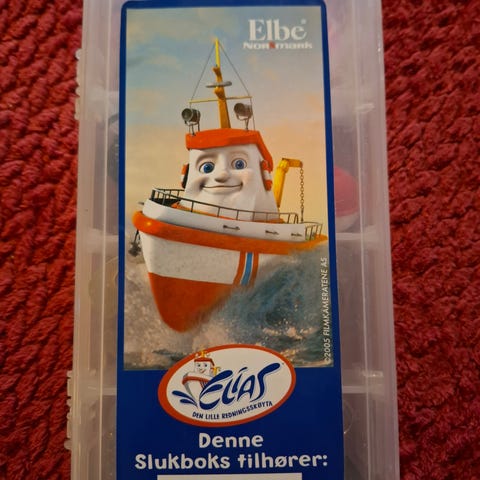 Elbe®
Normark
©2005 FILMKAMERATENE AS
ELIAS
DEN LILLE REDNINGSSKØYTA
Denne
Slukboks tilhører: